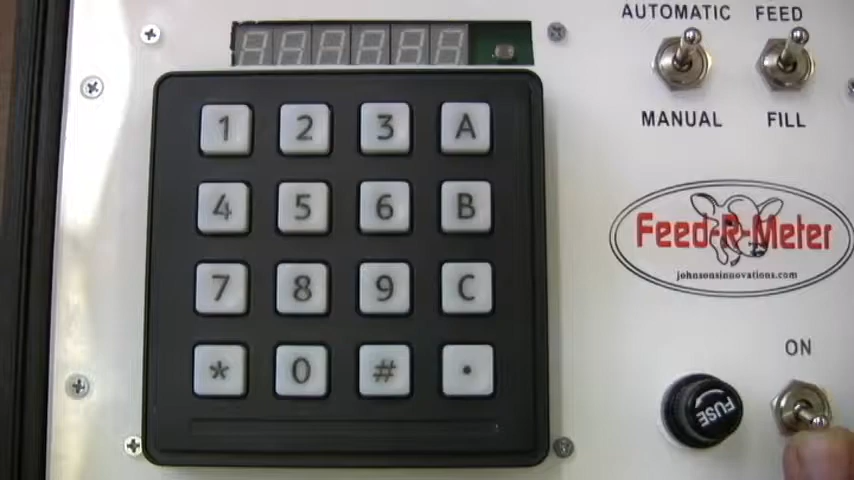 AUTOMATIC FEED
MANUAL FILL
1 2 3 A
4 5 6 B
7 8 9 C
* 0 # .
Feed-R-Meter
johnsonsinnovations.com
ON
FUSE